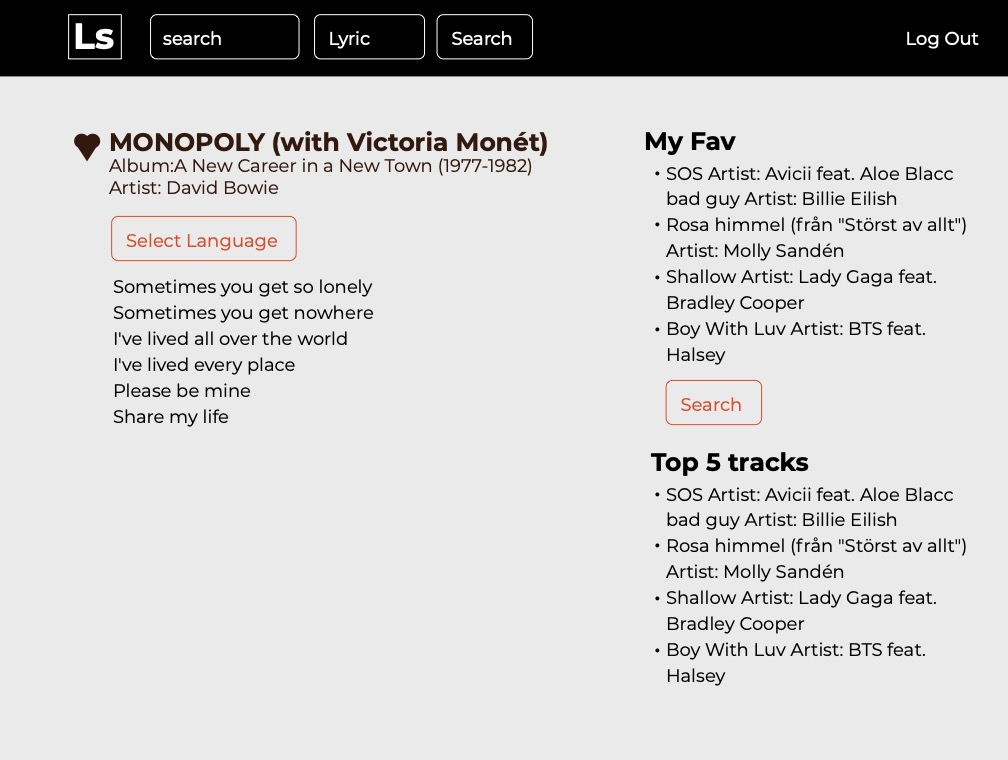 Ls search Lyric Search Log Out
MONOPOLY (with Victoria Monét)
Album:A New Career in a New Town (1977-1982)
Artist: David Bowie
Select Language
Sometimes you get so lonely
Sometimes you get nowhere
I've lived all over the world
I've lived every place
Please be mine
Share my life
My Fav
• SOS Artist: Avicii feat. Aloe Blacc
bad guy Artist: Billie Eilish
• Rosa himmel (från "Störst av allt")
Artist: Molly Sandén
• Shallow Artist: Lady Gaga feat.
Bradley Cooper
• Boy With Luv Artist: BTS feat.
Halsey
Search
Top 5 tracks
• SOS Artist: Avicii feat. Aloe Blacc
bad guy Artist: Billie Eilish
• Rosa himmel (från "Störst av allt")
Artist: Molly Sandén
• Shallow Artist: Lady Gaga feat.
Bradley Cooper
• Boy With Luv Artist: BTS feat.
Halsey